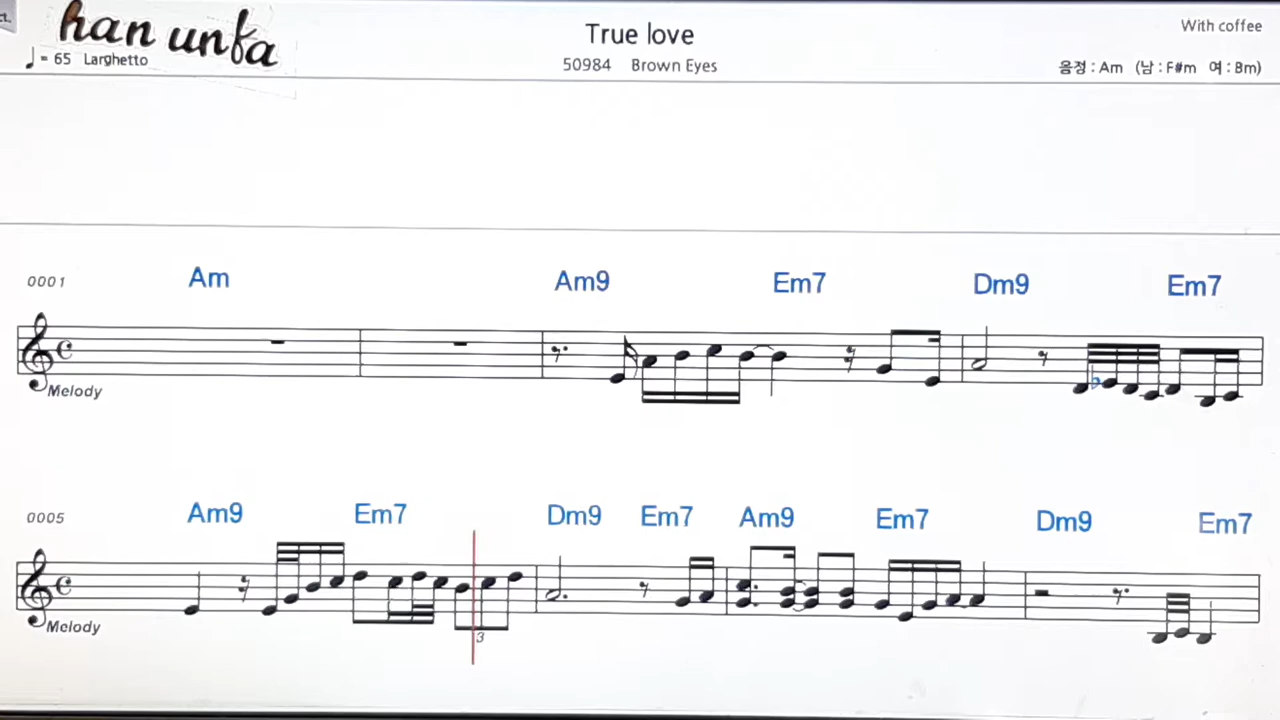 han unfa
True love
With coffee
♩= 65 Larghetto
50984 Brown Eyes
음정 : Am (남 : F#m 여 : Bm)
0001 Am Am9 Em7 Dm9 Em7
Melody
0005 Am9 Em7 Dm9 Em7 Am9 Em7 Dm9 Em7
Melody
3